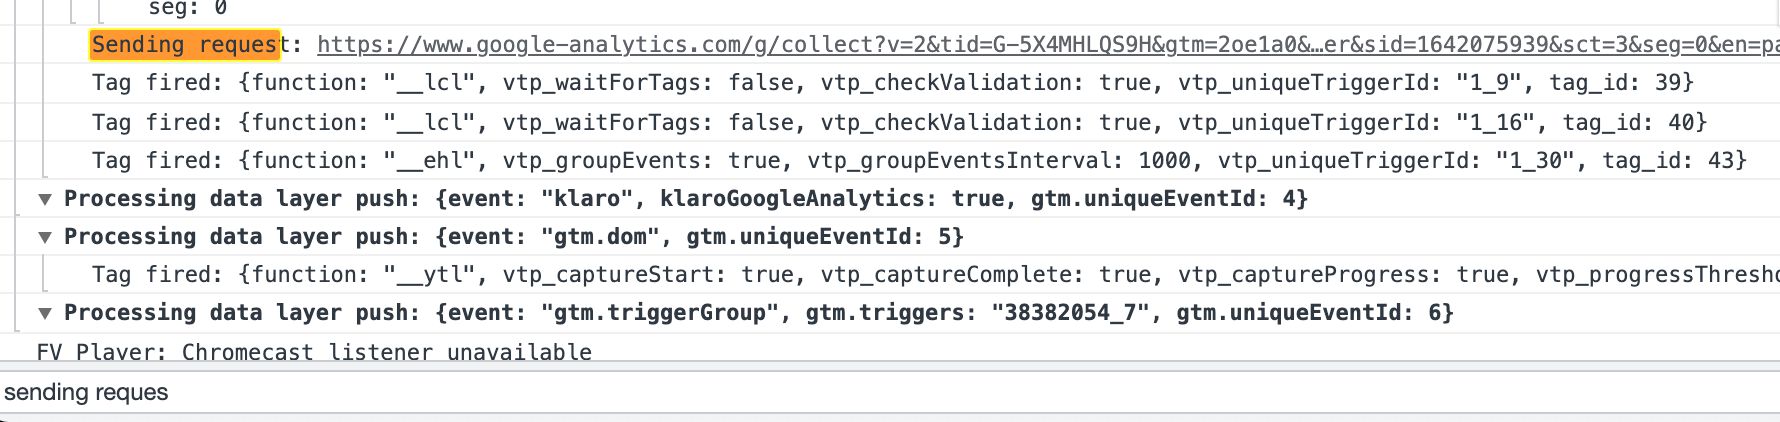 seg: 0
Sending request: https://www.google-analytics.com/g/collect?v=2&tid=G-5X4MHLQS9H&gtm=2oe1a0&…er&sid=1642075939&sct=3&seg=0&en=pa
Tag fired: {function: "__lcl", vtp_waitForTags: false, vtp_checkValidation: true, vtp_uniqueTriggerId: "1_9", tag_id: 39}
Tag fired: {function: "__lcl", vtp_waitForTags: false, vtp_checkValidation: true, vtp_uniqueTriggerId: "1_16", tag_id: 40}
Tag fired: {function: "__ehl", vtp_groupEvents: true, vtp_groupEventsInterval: 1000, vtp_uniqueTriggerId: "1_30", tag_id: 43}
▼ Processing data layer push: {event: "klaro", klaroGoogleAnalytics: true, gtm.uniqueEventId: 4}
▼ Processing data layer push: {event: "gtm.dom", gtm.uniqueEventId: 5}
Tag fired: {function: "__ytl", vtp_captureStart: true, vtp_captureComplete: true, vtp_captureProgress: true, vtp_progressThresho
▼ Processing data layer push: {event: "gtm.triggerGroup", gtm.triggers: "38382054_7", gtm.uniqueEventId: 6}
FV Player: Chromecast listener unavailable
sending reques